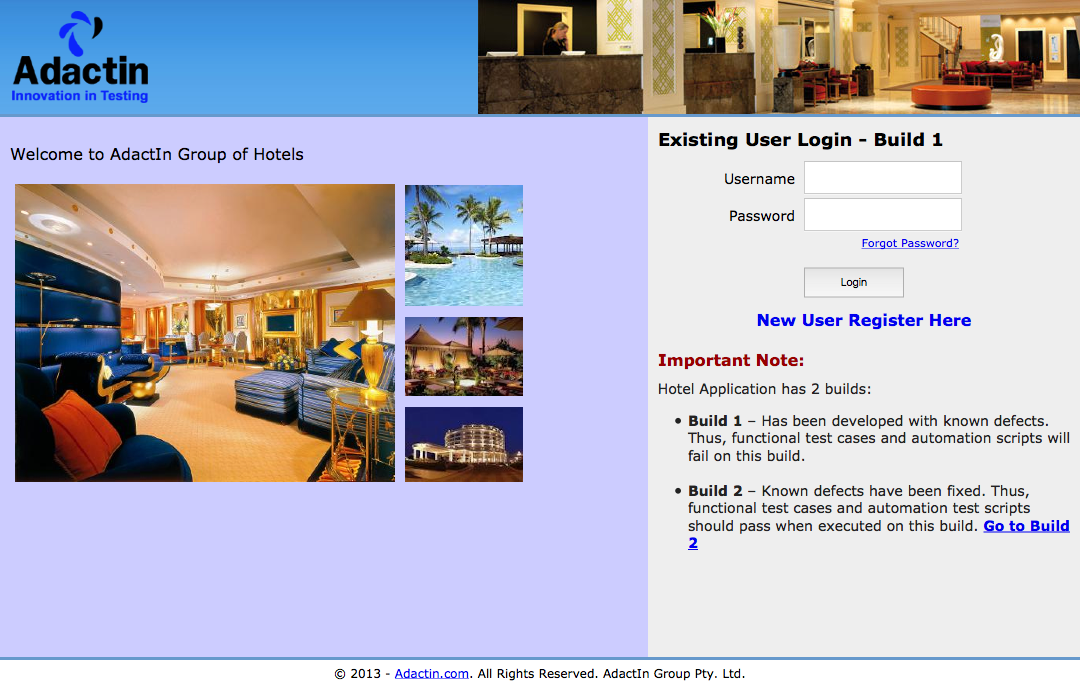 Adactin
Innovation in Testing
Welcome to AdactIn Group of Hotels
Existing User Login - Build 1
Username
Password
Forgot Password?
Login
New User Register Here
Important Note:
Hotel Application has 2 builds:
• Build 1 – Has been developed with known defects.
Thus, functional test cases and automation scripts will
fail on this build.
• Build 2 – Known defects have been fixed. Thus,
functional test cases and automation test scripts
should pass when executed on this build. Go to Build
2
© 2013 - Adactin.com. All Rights Reserved. AdactIn Group Pty. Ltd.